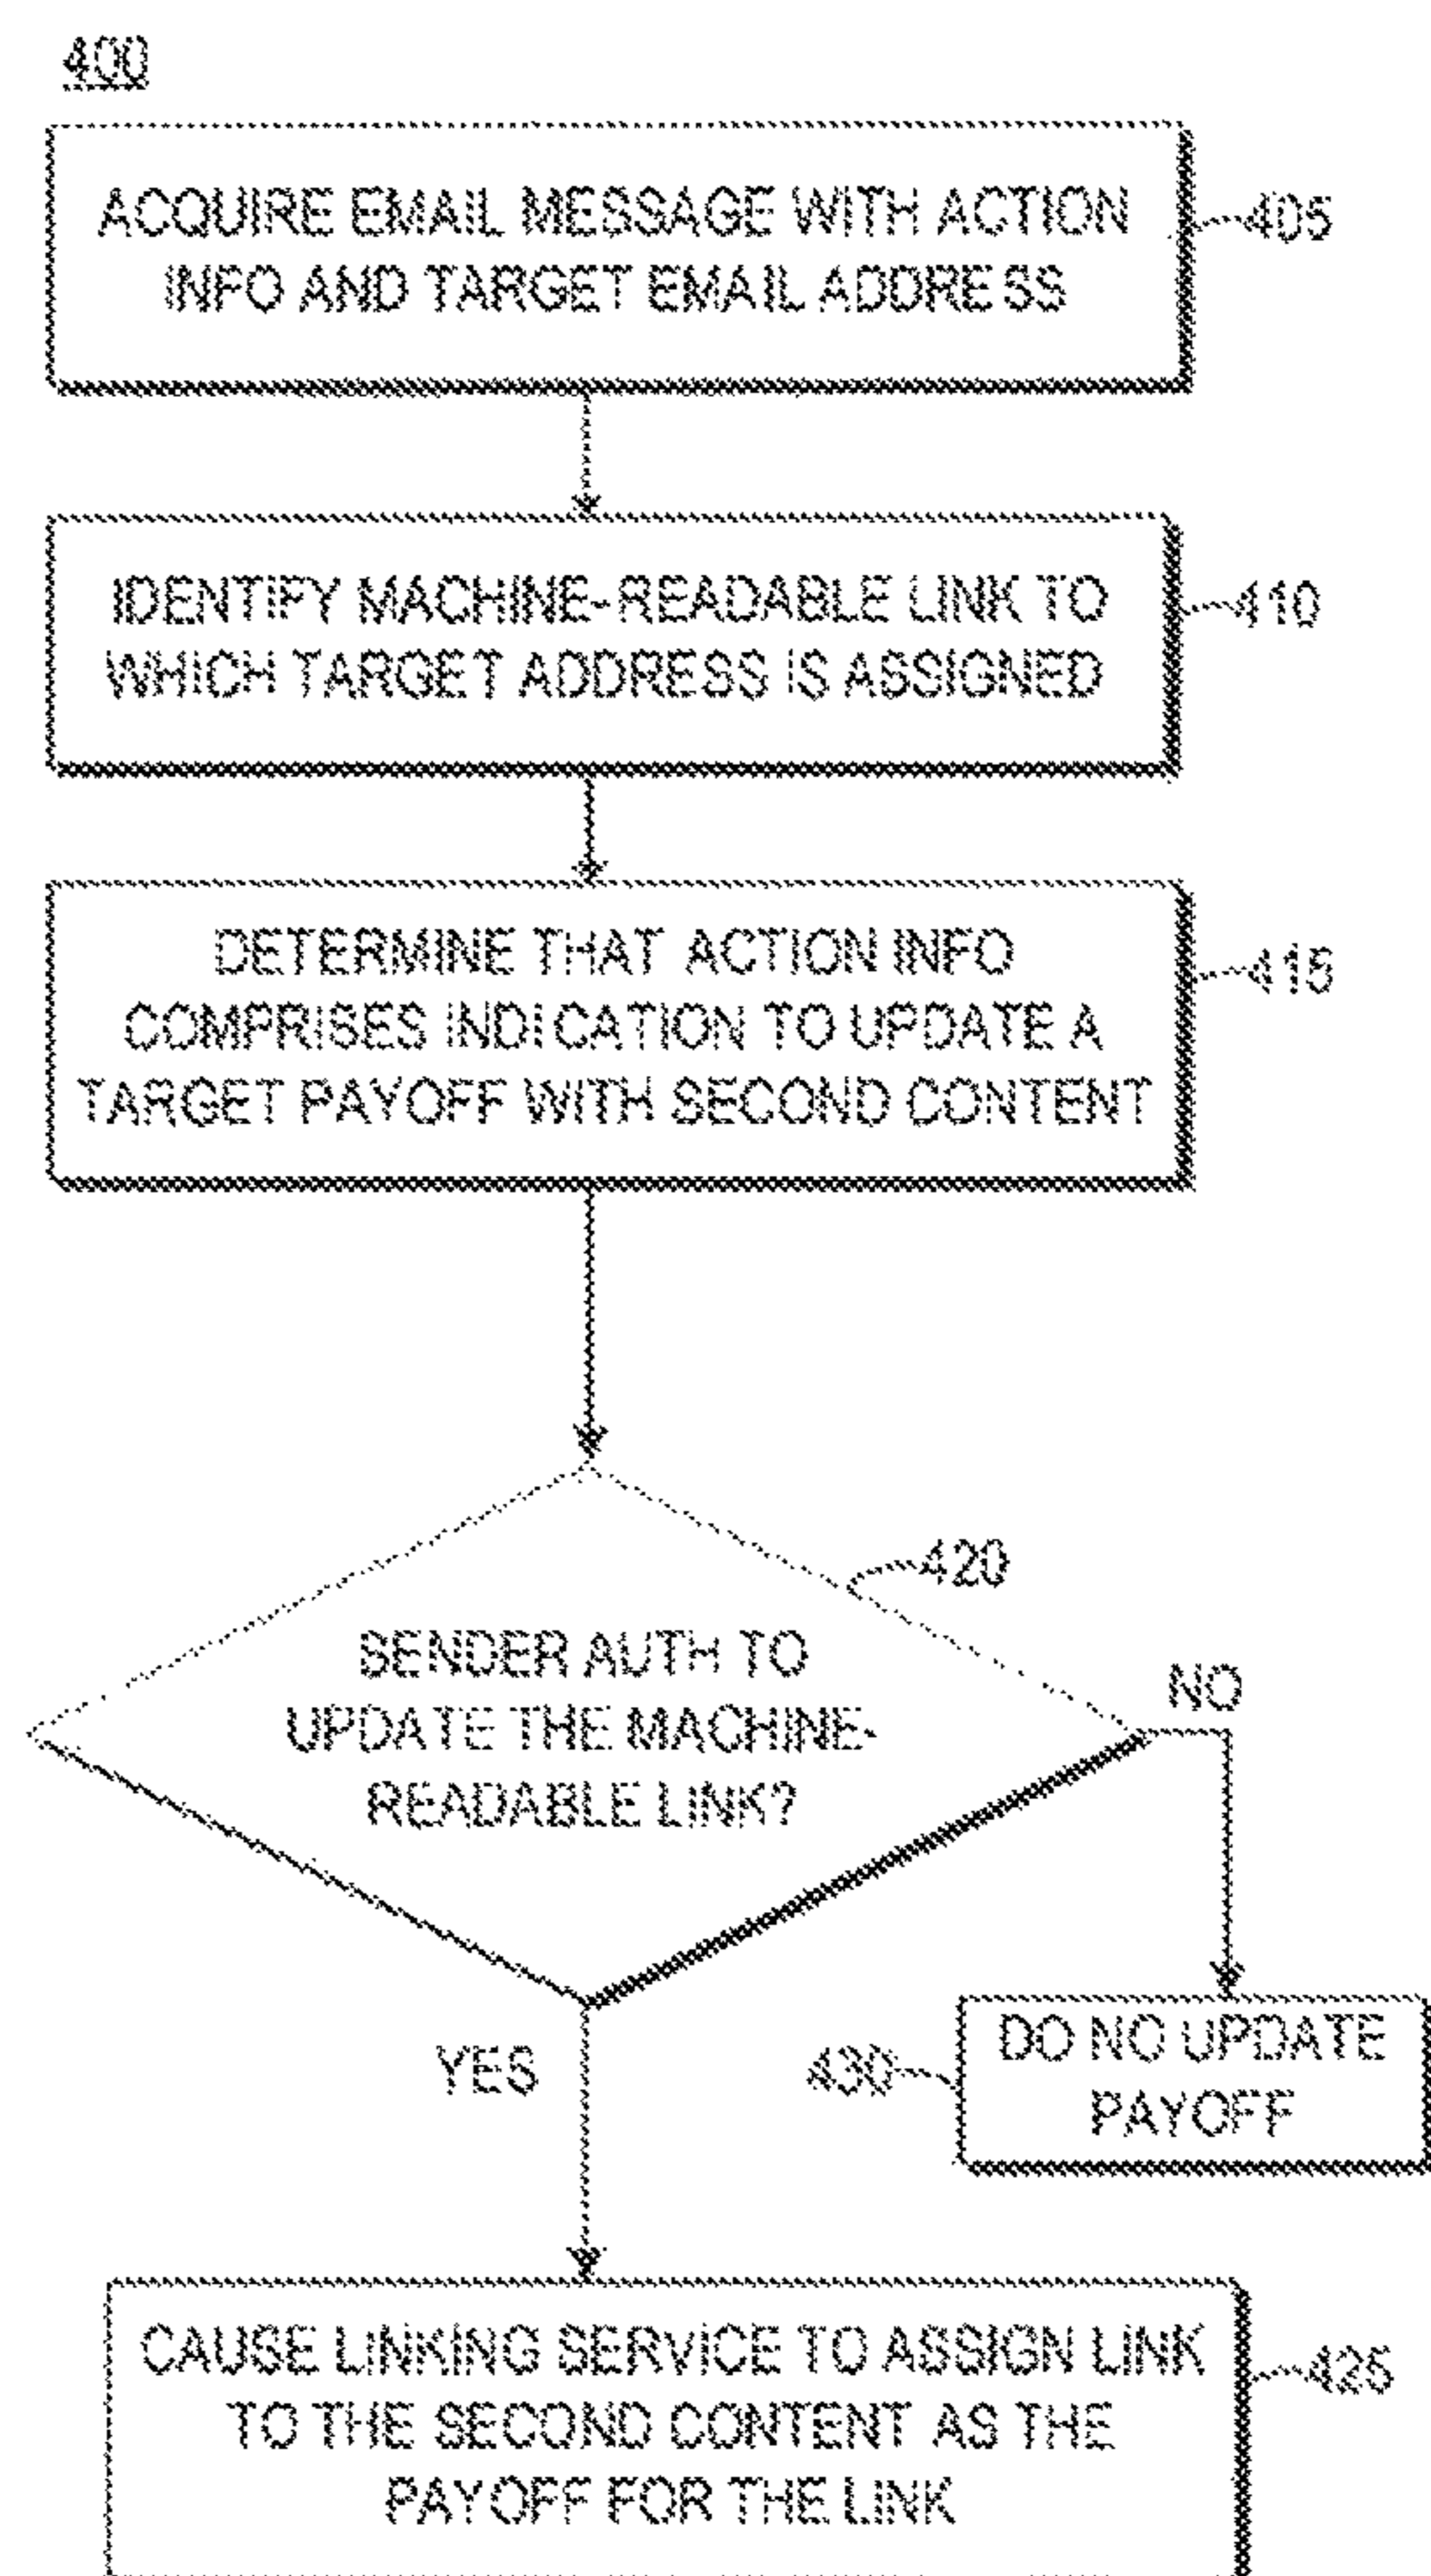 400
ACQUIRE EMAIL MESSAGE WITH ACTION
INFO AND TARGET EMAIL ADDRESS
405
IDENTIFY MACHINE-READABLE LINK TO
WHICH TARGET ADDRESS IS ASSIGNED
410
DETERMINE THAT ACTION INFO
COMPRISES INDICATION TO UPDATE A
TARGET PAYOFF WITH SECOND CONTENT
415
420
SENDER AUTH TO
UPDATE THE MACHINE-
READABLE LINK?
NO
YES
430
DO NO UPDATE
PAYOFF
CAUSE LINKING SERVICE TO ASSIGN LINK
TO THE SECOND CONTENT AS THE
PAYOFF FOR THE LINK
425